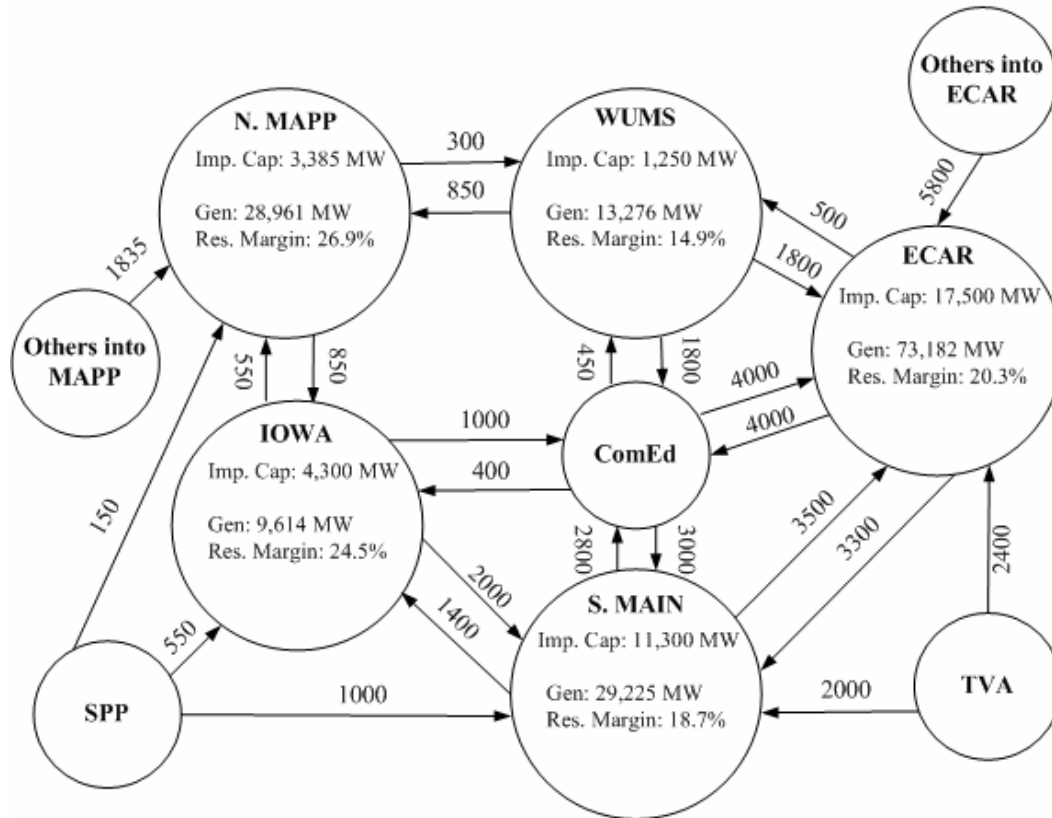 Others into
ECAR
N. MAPP
Imp. Cap: 3,385 MW
Gen: 28,961 MW
Res. Margin: 26.9%
300
850
WUMS
Imp. Cap: 1,250 MW
Gen: 13,276 MW
Res. Margin: 14.9%
5800
500
1800
ECAR
Imp. Cap: 17,500 MW
Gen: 73,182 MW
Res. Margin: 20.3%
1835
Others into
MAPP
550
850
450
1800
4000
4000
IOWA
Imp. Cap: 4,300 MW
Gen: 9,614 MW
Res. Margin: 24.5%
1000
400
ComEd
150
2000
1400
2800
3000
3500
3300
2400
S. MAIN
Imp. Cap: 11,300 MW
Gen: 29,225 MW
Res. Margin: 18.7%
550
SPP
1000
2000
TVA